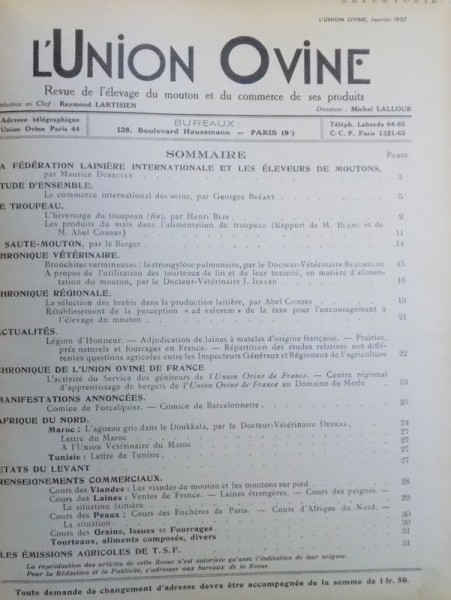 L'UNION OVINE, Janvier 1937
L'UNION OVINE
Revue de l'élevage du mouton et du commerce de ses produits
Rédacteur en Chef : Raymond LARTISIEN
Directeur : Michel LALLOUR
Adresse télégraphique
Union Ovine Paris 44
BUREAUX :
128, Boulevard Haussmann -- PARIS (8e)
Téléph. Laborde 64-65
C. C. P. Paris 1321-62
SOMMAIRE
Pages
A FÉDÉRATION LAINIÈRE INTERNATIONALE ET LES ÉLEVEURS DE MOUTONS,
par Maurice DUBRULLE 3
TUDE D'ENSEMBLE.
Le commerce international des ovins, par Georges BRÉART 5
E TROUPEAU.
L'hivernage du troupeau (fin), par Henri BLIN 9
Les produits du maïs dans l'alimentation du troupeau (Rapport de M. BLANC et de
M. Abel CORBES) 11
SAUTE-MOUTON, par le Berger 14
HRONIQUE VÉTÉRINAIRE.
Bronchites vermineuses : la strongylose pulmonaire, par le Docteur-Vétérinaire 15
A propos de l'utilisation des tourteaux de lin et de leur toxicité, en matière d'alimen-
tation du mouton, par le Docteur-Vétérinaire J. 16
HRONIQUE RÉGIONALE.
La sélection des brebis dans la production laitière, par Abel CORBES 19
Rétablissement de la perception « ad valorem » de la taxe pour l'encouragement à
l'élevage du mouton 21
ACTUALITÉS.
Légion d'Honneur. — Adjudication de laines à matelas d'origine française. — Prairies,
prés naturels et fourrages en France. — Répartition des études relatives aux diffé-
rentes questions agricoles entre les Inspecteurs Généraux et Régionaux de l'agriculture 22
CHRONIQUE DE L'UNION OVINE DE FRANCE.
L'activité du Service des géniteurs de l'Union Ovine de France. — Centre régional
d'apprentissage de bergers de l'Union Ovine de France au Domaine du Merle 23
MANIFESTATIONS ANNONCÉES.
Comice de Forcalquier. — Comice de Barcelonnette
AFRIQUE DU NORD.
Maroc : L'agneau gris dans le Doukkala, par le Docteur-Vétérinaire 24
Lettre du Maroc 27
A l'Union Vétérinaire du Maroc 27
Tunisie : Lettre de Tunisie 27
ETATS DU LEVANT 27
RENSEIGNEMENTS COMMERCIAUX.
Cours des Viandes : Les viandes de mouton et les moutons sur pied 28
Cours des Laines : Ventes de France. — Laines étrangères. — Cours des peignés. —
La situation lainière 29
Cours des Peaux : Cours des Enchères de Paris. — Cours d'Afrique du Nord. —
La situation 30
Cours des Grains, Issues et Fourrages 30
Tourteaux, aliments composés, divers 31
LES ÉMISSIONS AGRICOLES DE T. S. F. 31
La reproduction des articles de cette Revue n'est autorisée qu'avec l'indication de leur origine.
Pour la Rédaction et la Publicité, s'adresser aux bureaux de la Revue
Toute demande de changement d'adresse devra être accompagnée de la somme de 1 fr. 50.